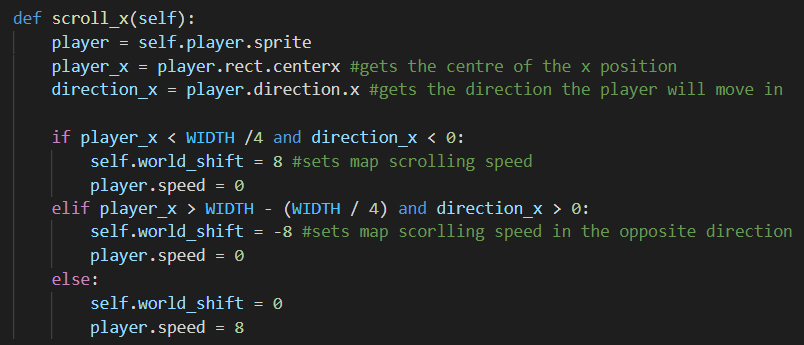 def scroll_x(self):
    player = self.player.sprite
    player_x = player.rect.centerx #gets the centre of the x position
    direction_x = player.direction.x #gets the direction the player will move in

    if player_x < WIDTH /4 and direction_x < 0:
        self.world_shift = 8 #sets map scrolling speed
        player.speed = 0
    elif player_x > WIDTH - (WIDTH / 4) and direction_x > 0:
        self.world_shift = -8 #sets map scorlling speed in the opposite direction
        player.speed = 0
    else:
        self.world_shift = 0
        player.speed = 8